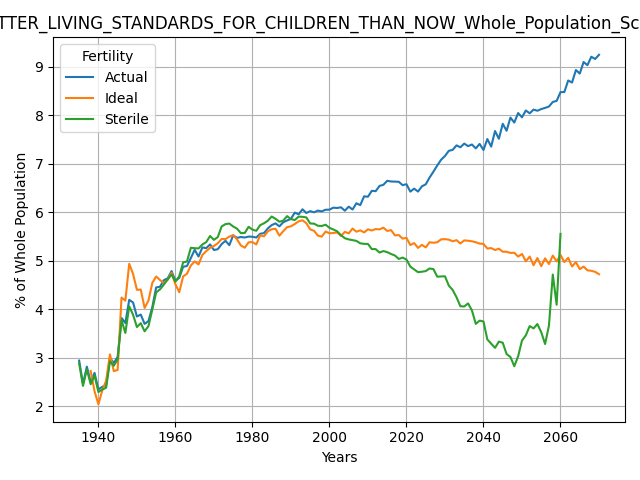 TTER_LIVING_STANDARDS_FOR_CHILDREN_THAN_NOW_Whole_Population_Sc
Fertility
Actual
Ideal
Sterile
% of Whole Population
9
8
7
6
5
4
3
2
1940 1960 1980 2000 2020 2040 2060
Years